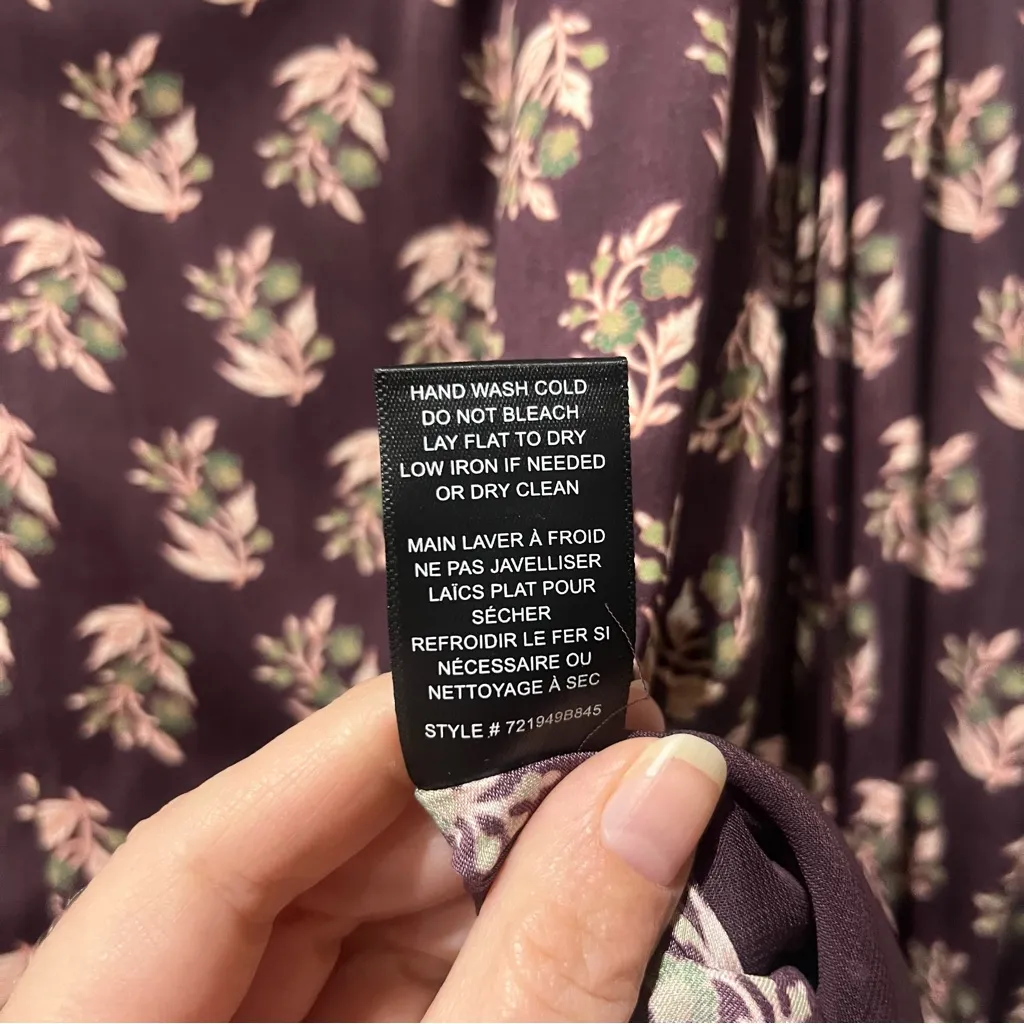 HAND WASH COLD
DO NOT BLEACH
LAY FLAT TO DRY
LOW IRON IF NEEDED
OR DRY CLEAN
MAIN LAVER À FROID
NE PAS JAVELLISER
LAÏCS PLAT POUR
SÉCHER
REFROIDIR LE FER SI
NÉCESSAIRE OU
NETTOYAGE À SEC
STYLE # 721949B845